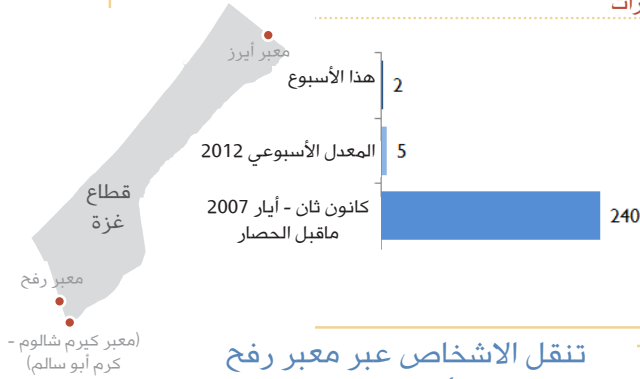 معبر أيرز
هذا الأسبوع
2
المعدل الأسبوعي 2012
5
كانون ثان - أيار 2007
ماقبل الحصار
240
قطاع
غزة
معبر رفح
(معبر كيرم شالوم -
كرم أبو سالم)
تنقل الاشخاص عبر معبر رفح